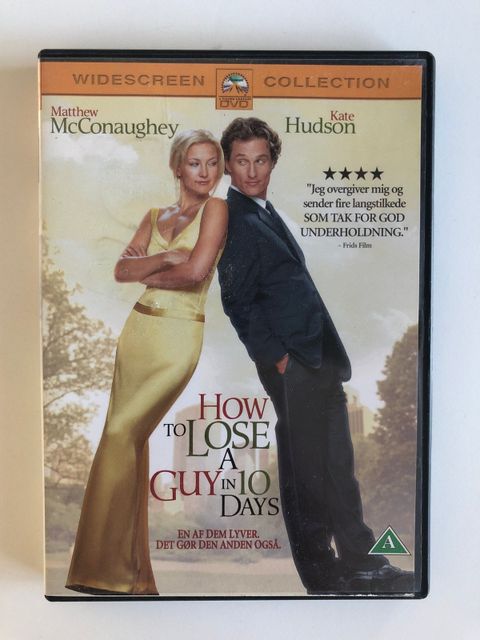 WIDESCREEN COLLECTION
DVD
Matthew
McConaughey
Kate
Hudson
★★★★
"Jeg overgiver mig og
sender fire langstilkede
SOM TAK FOR GOD
UNDERHOLDNING."
– Frids Film
HOW
TO LOSE
A
GUY IN 10
DAYS
EN AF DEM LYVER.
DET GØR DEN ANDEN OGSÅ.
A